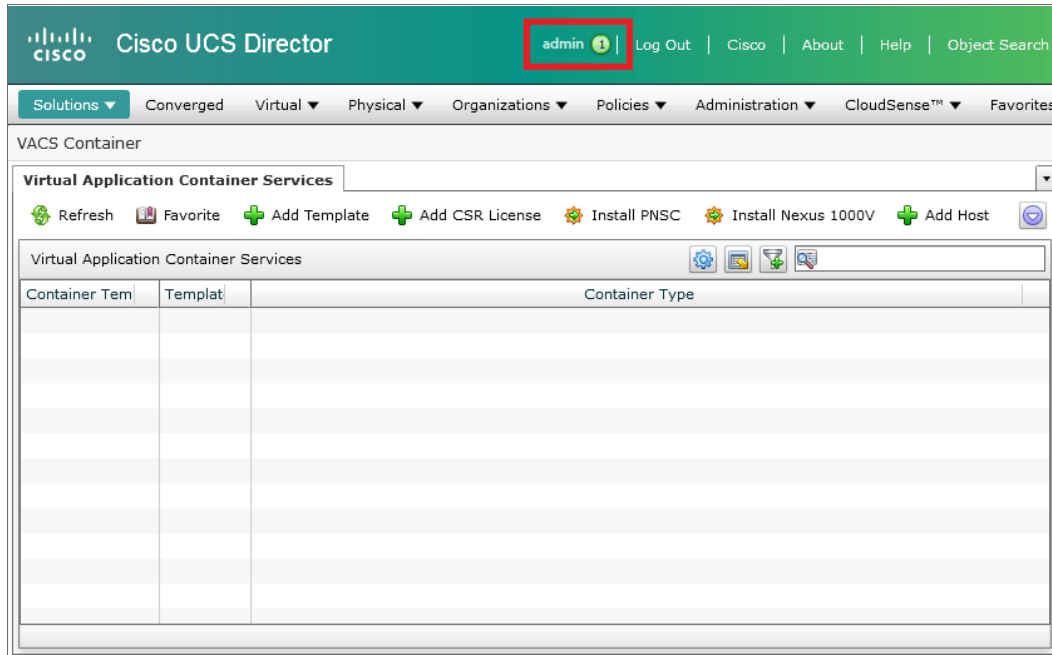 CISCO Cisco UCS Director admin 1 | Log Out | Cisco | About | Help | Object Search
Solutions ▼ Converged Virtual ▼ Physical ▼ Organizations ▼ Policies ▼ Administration ▼ CloudSense™ ▼ Favorites
VACS Container
Virtual Application Container Services
Refresh Favorite Add Template Add CSR License Install PNSC Install Nexus 1000V Add Host
Virtual Application Container Services
Container Tem Templat Container Type